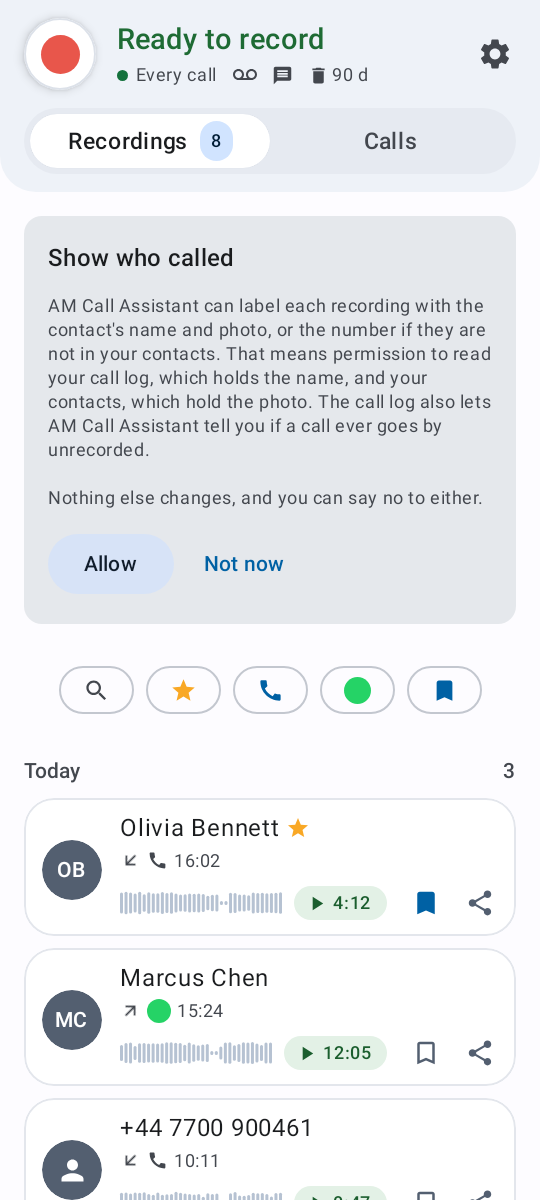 Ready to record
Every call 90 d
Recordings 8 Calls
Show who called
AM Call Assistant can label each recording with the
contact's name and photo, or the number if they are
not in your contacts. That means permission to read
your call log, which holds the name, and your
contacts, which hold the photo. The call log also lets
AM Call Assistant tell you if a call ever goes by
unrecorded.
Nothing else changes, and you can say no to either.
Allow Not now
Today 3
Olivia Bennett
OB
16:02
4:12
Marcus Chen
MC
15:24
12:05
+44 7700 900461
10:11